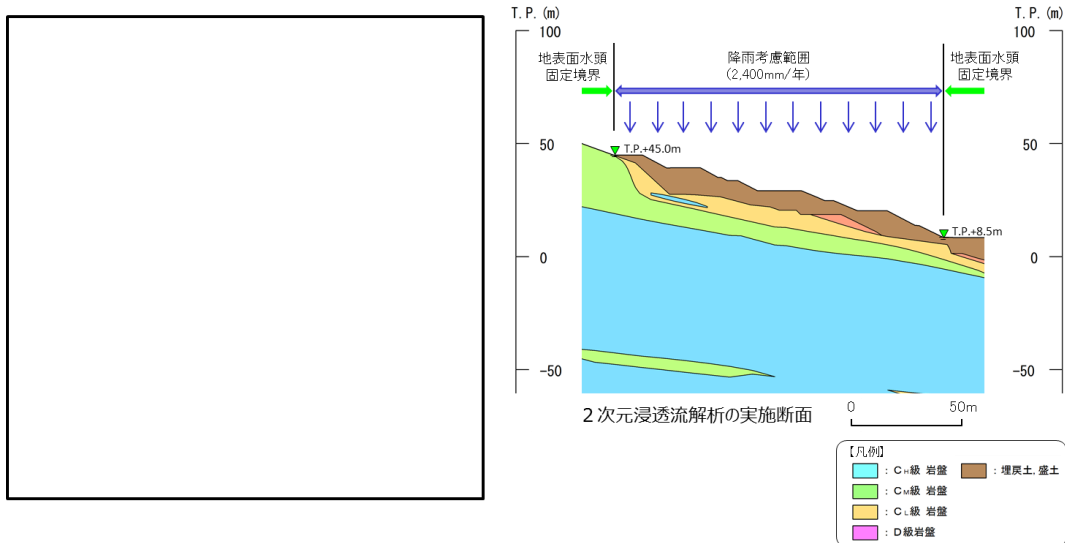 T.P.(m)
T.P.(m)
100
100
地表面水頭
固定境界
降雨考慮範囲
(2,400mm/年)
地表面水頭
固定境界
50
50
T.P.+45.0m
T.P.+8.5m
0
0
-50
-50
2次元浸透流解析の実施断面
0
50m
【凡例】
：CH級 岩盤
：埋戻土,盛土
：CM級 岩盤
：CL級 岩盤
：D級岩盤